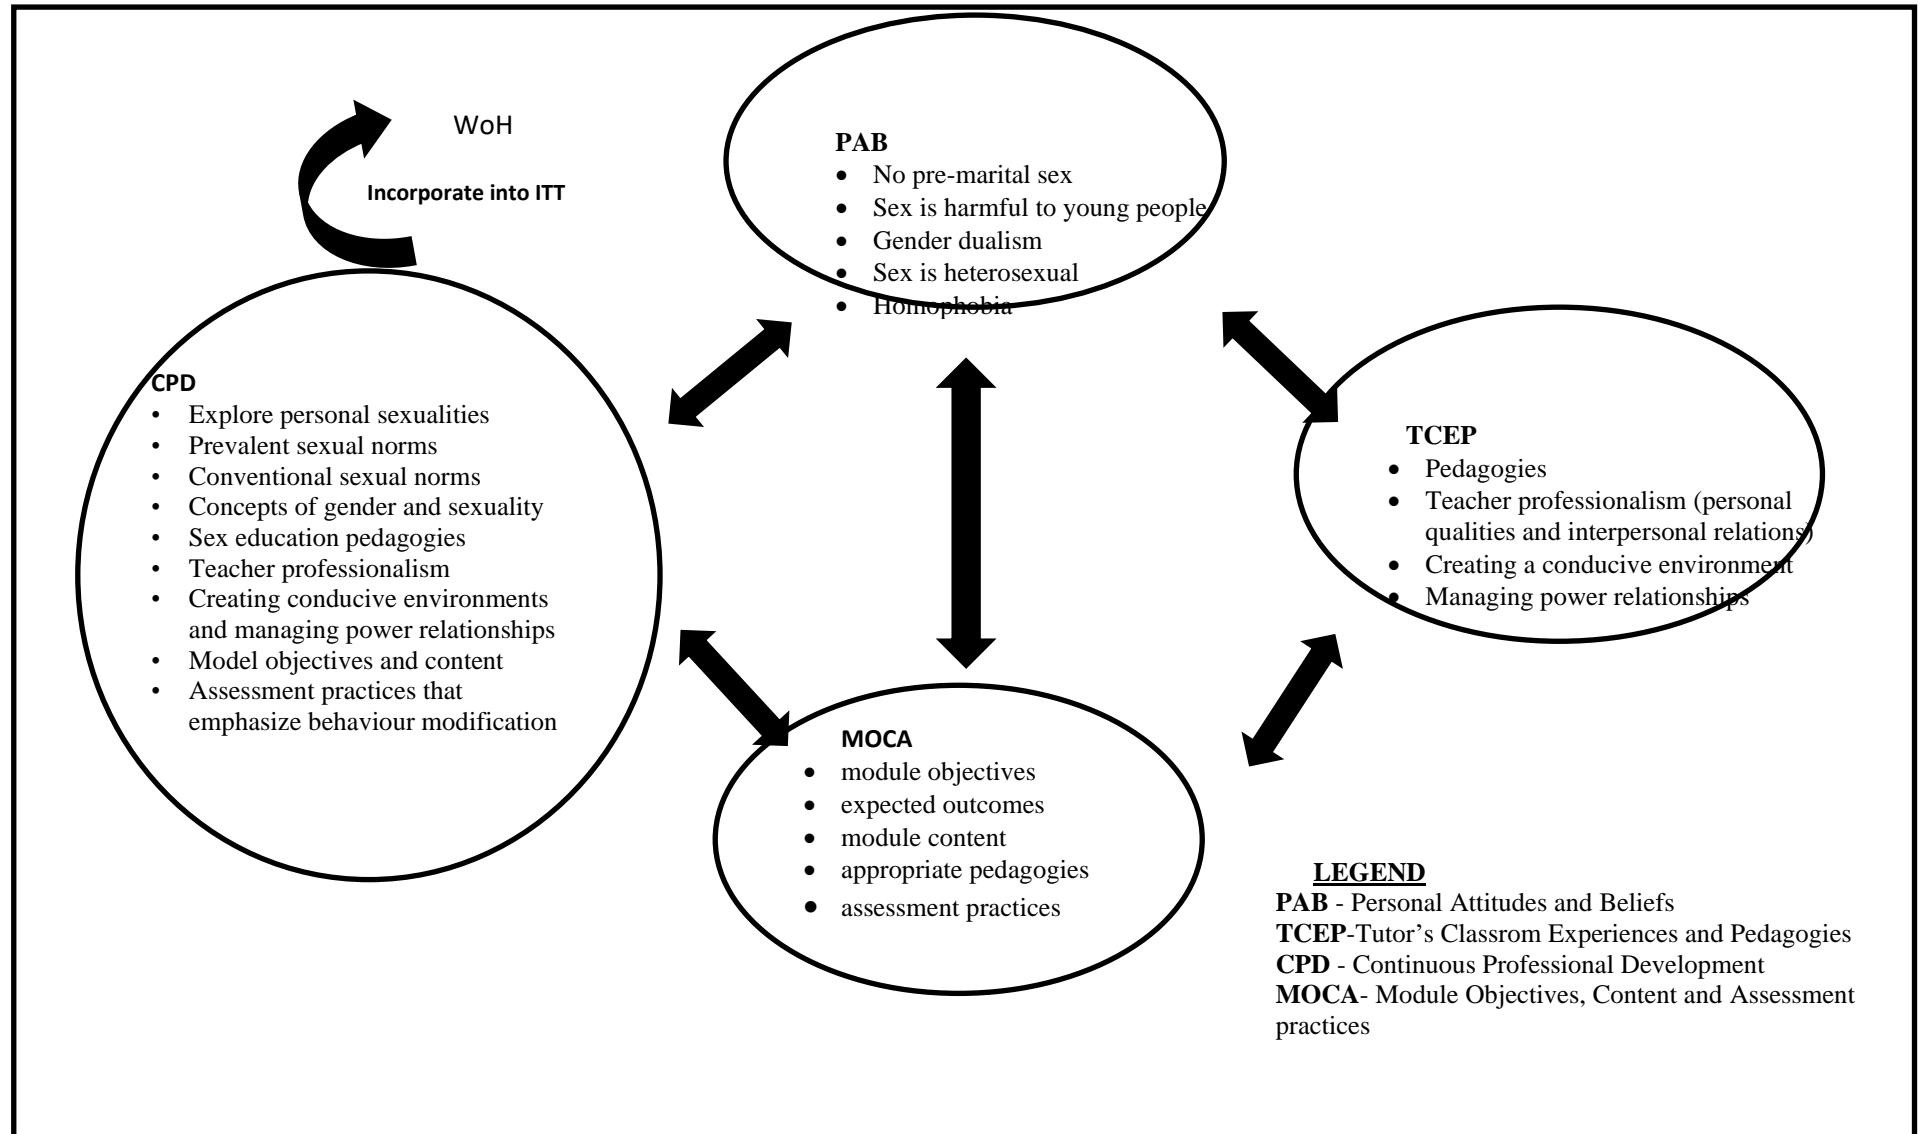 WoH
Incorporate into ITT
PAB
• No pre-marital sex
• Sex is harmful to young people
• Gender dualism
• Sex is heterosexual
• Homophobia
CPD
• Explore personal sexualities
• Prevalent sexual norms
• Conventional sexual norms
• Concepts of gender and sexuality
• Sex education pedagogies
• Teacher professionalism
• Creating conducive environments
and managing power relationships
• Model objectives and content
• Assessment practices that
emphasize behaviour modification
TCEP
• Pedagogies
• Teacher professionalism (personal
qualities and interpersonal relations)
• Creating a conducive environment
• Managing power relationships
MOCA
• module objectives
• expected outcomes
• module content
• appropriate pedagogies
• assessment practices
LEGEND
PAB - Personal Attitudes and Beliefs
TCEP-Tutor’s Classrom Experiences and Pedagogies
CPD - Continuous Professional Development
MOCA- Module Objectives, Content and Assessment
practices